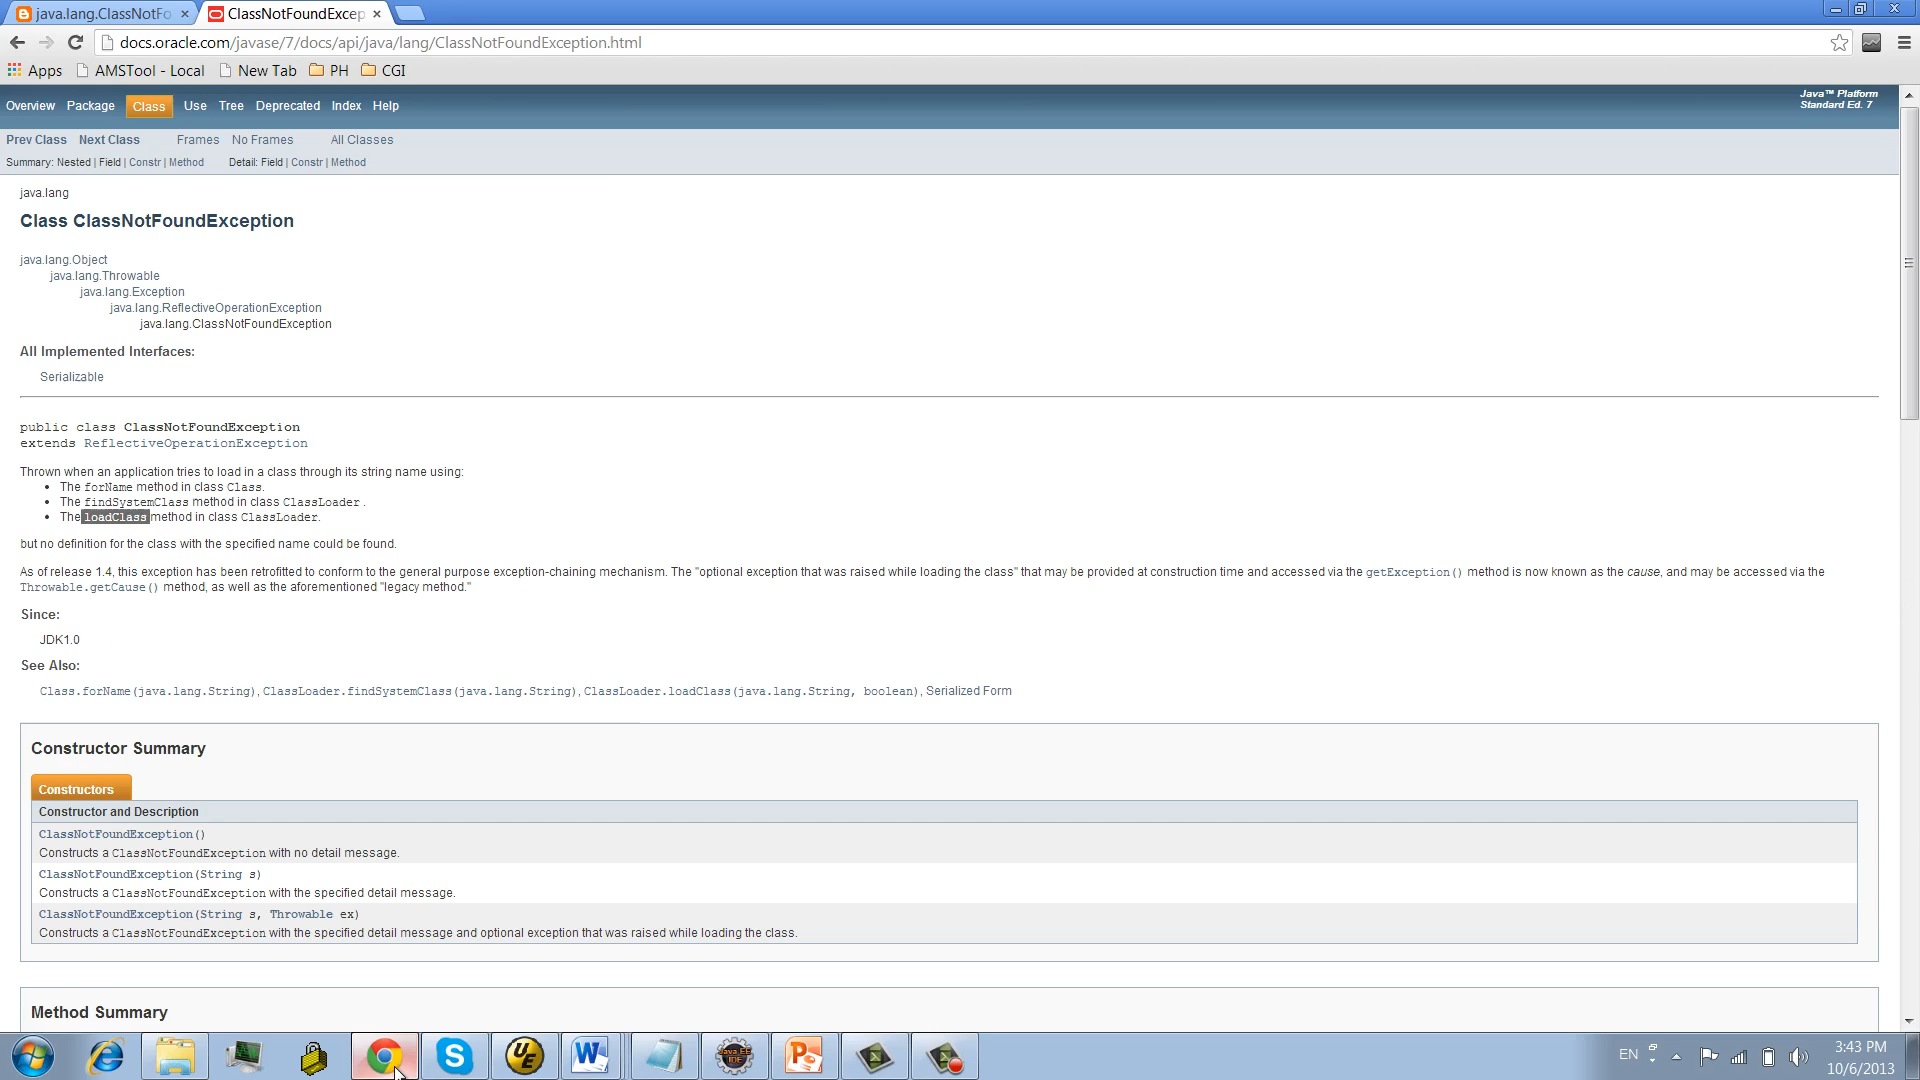 java.lang.ClassNotFo
ClassNotFoundExcep
docs.oracle.com/javase/7/docs/api/java/lang/ClassNotFoundException.html
Apps AMSTool - Local New Tab PH CGI
Overview Package Class Use Tree Deprecated Index Help
Java™ Platform
Standard Ed. 7
Prev Class Next Class Frames No Frames All Classes
Summary: Nested | Field | Constr | Method Detail: Field | Constr | Method
java.lang
Class ClassNotFoundException
java.lang.Object
java.lang.Throwable
java.lang.Exception
java.lang.ReflectiveOperationException
java.lang.ClassNotFoundException
All Implemented Interfaces:
Serializable
public class ClassNotFoundException
extends ReflectiveOperationException
Thrown when an application tries to load in a class through its string name using:
• The forName method in class Class.
• The findSystemClass method in class ClassLoader .
• The loadClass method in class ClassLoader.
but no definition for the class with the specified name could be found.
As of release 1.4, this exception has been retrofitted to conform to the general purpose exception-chaining mechanism. The "optional exception that was raised while loading the class" that may be provided at construction time and accessed via the getException() method is now known as the cause, and may be accessed via the
Throwable.getCause() method, as well as the aforementioned "legacy method."
Since:
JDK1.0
See Also:
Class.forName(java.lang.String), ClassLoader.findSystemClass(java.lang.String), ClassLoader.loadClass(java.lang.String, boolean), Serialized Form
Constructor Summary
Constructors
Constructor and Description
ClassNotFoundException()
Constructs a ClassNotFoundException with no detail message.
ClassNotFoundException(String s)
Constructs a ClassNotFoundException with the specified detail message.
ClassNotFoundException(String s, Throwable ex)
Constructs a ClassNotFoundException with the specified detail message and optional exception that was raised while loading the class.
Method Summary
EN
3:43 PM
10/6/2013